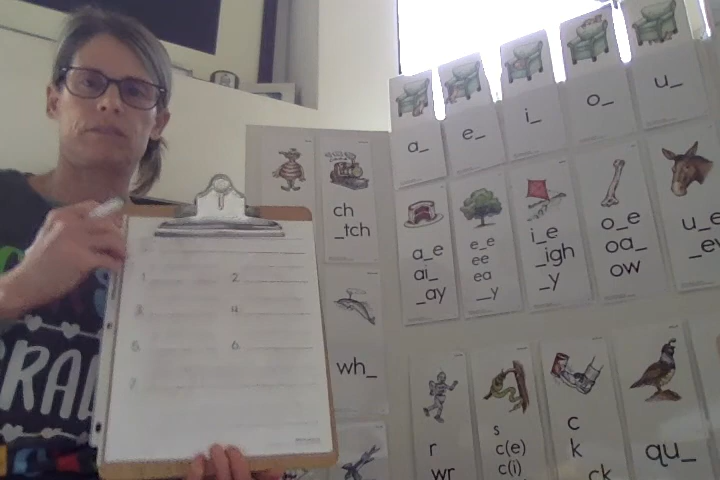 a_
e_
i_
o_
u_
ch
_tch
a_e
ai_
_ay
e_e
ee
ea
_y
i_e
_igh
_y
o_e
oa_
ow
u_e
wh_
r
wr
s
c(e)
c(i)
c
k
ck
qu_
1.
2.
3.
4.
5.
6.
7.